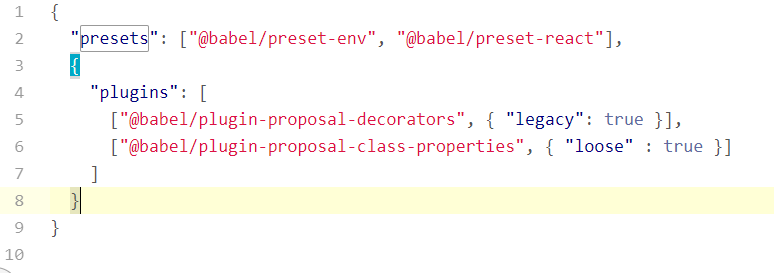 1 {
2 "presets": ["@babel/preset-env", "@babel/preset-react"],
3 {
4 "plugins": [
5 ["@babel/plugin-proposal-decorators", { "legacy": true }],
6 ["@babel/plugin-proposal-class-properties", { "loose" : true }]
7 ]
8 }
9 }
10